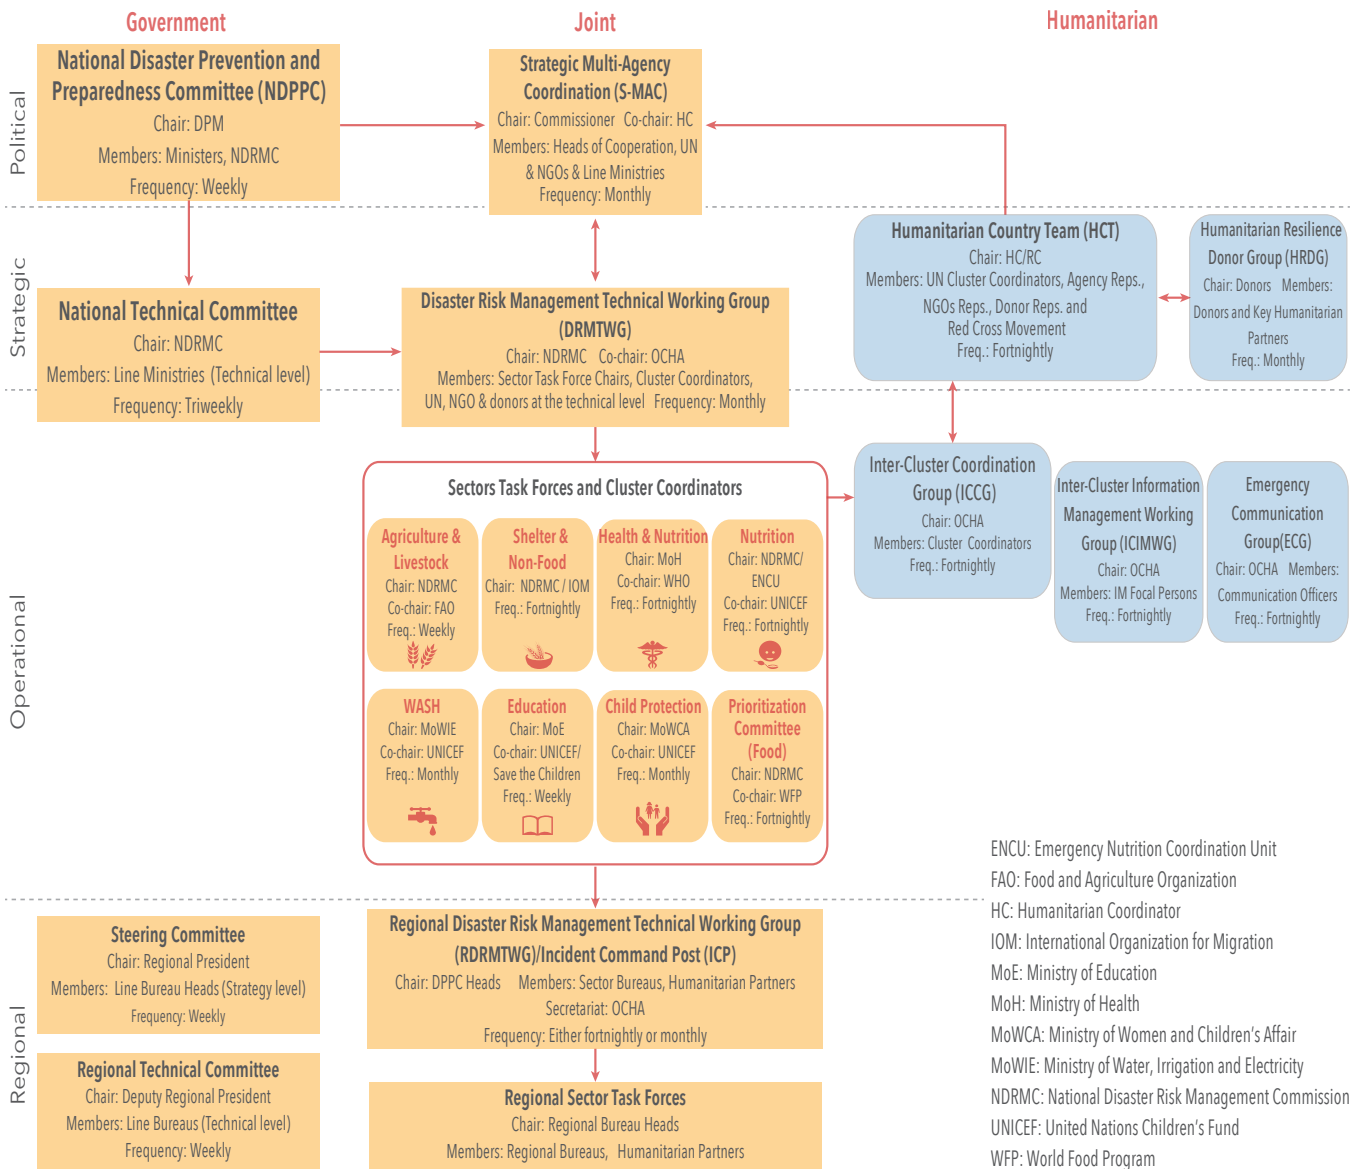 Government
Joint
Humanitarian
Political
Strategic
Operational
Regional
National Disaster Prevention and
Preparedness Committee (NDPPC)
Chair: DPM
Members: Ministers, NDRMC
Frequency: Weekly
Strategic Multi-Agency
Coordination (S-MAC)
Chair: Commissioner Co-chair: HC
Members: Heads of Cooperation, UN
& NGOs & Line Ministries
Frequency: Monthly
Humanitarian Country Team (HCT)
Chair: HC/RC
Members: UN Cluster Coordinators, Agency Reps.,
NGOs Reps., Donor Reps. and
Red Cross Movement
Freq.: Fortnightly
Humanitarian Resilience
Donor Group (HRDG)
Chair: Donors Members:
Donors and Key Humanitarian
Partners
Freq.: Monthly
National Technical Committee
Chair: NDRMC
Members: Line Ministries (Technical level)
Frequency: Triweekly
Disaster Risk Management Technical Working Group
(DRMTWG)
Chair: NDRMC Co-chair: OCHA
Members: Sector Task Force Chairs, Cluster Coordinators,
UN, NGO & donors at the technical level Frequency: Monthly
Sectors Task Forces and Cluster Coordinators
Agriculture &
Livestock
Chair: NDRMC
Co-chair: FAO
Freq.: Weekly
Shelter &
Non-Food
Chair: NDRMC / IOM
Freq.: Fortnightly
Health & Nutrition
Chair: MoH
Co-chair: WHO
Freq.: Fortnightly
Nutrition
Chair: NDRMC/
ENCU
Co-chair: UNICEF
Freq.: Fortnightly
WASH
Chair: MoWIE
Co-chair: UNICEF
Freq.: Monthly
Education
Chair: MoE
Co-chair: UNICEF/
Save the Children
Freq.: Weekly
Child Protection
Chair: MoWCA
Co-chair: UNICEF
Freq.: Monthly
Prioritization
Committee
(Food)
Chair: NDRMC
Co-chair: WFP
Freq.: Fortnightly
Inter-Cluster Coordination
Group (ICCG)
Chair: OCHA
Members: Cluster Coordinators
Freq.: Fortnightly
Inter-Cluster Information
Management Working
Group (ICIMWG)
Chair: OCHA
Members: IM Focal Persons
Freq.: Fortnightly
Emergency
Communication
Group(ECG)
Chair: OCHA Members:
Communication Officers
Freq.: Fortnightly
Steering Committee
Chair: Regional President
Members: Line Bureau Heads (Strategy level)
Frequency: Weekly
Regional Technical Committee
Chair: Deputy Regional President
Members: Line Bureaus (Technical level)
Frequency: Weekly
Regional Disaster Risk Management Technical Working Group
(RDRMTWG)/Incident Command Post (ICP)
Chair: DPPC Heads Members: Sector Bureaus, Humanitarian Partners
Secretariat: OCHA
Frequency: Either fortnightly or monthly
Regional Sector Task Forces
Chair: Regional Bureau Heads
Members: Regional Bureaus, Humanitarian Partners
ENCU: Emergency Nutrition Coordination Unit
FAO: Food and Agriculture Organization
HC: Humanitarian Coordinator
IOM: International Organization for Migration
MoE: Ministry of Education
MoH: Ministry of Health
MoWCA: Ministry of Women and Children's Affair
MoWIE: Ministry of Water, Irrigation and Electricity
NDRMC: National Disaster Risk Management Commission
UNICEF: United Nations Children's Fund
WFP: World Food Program